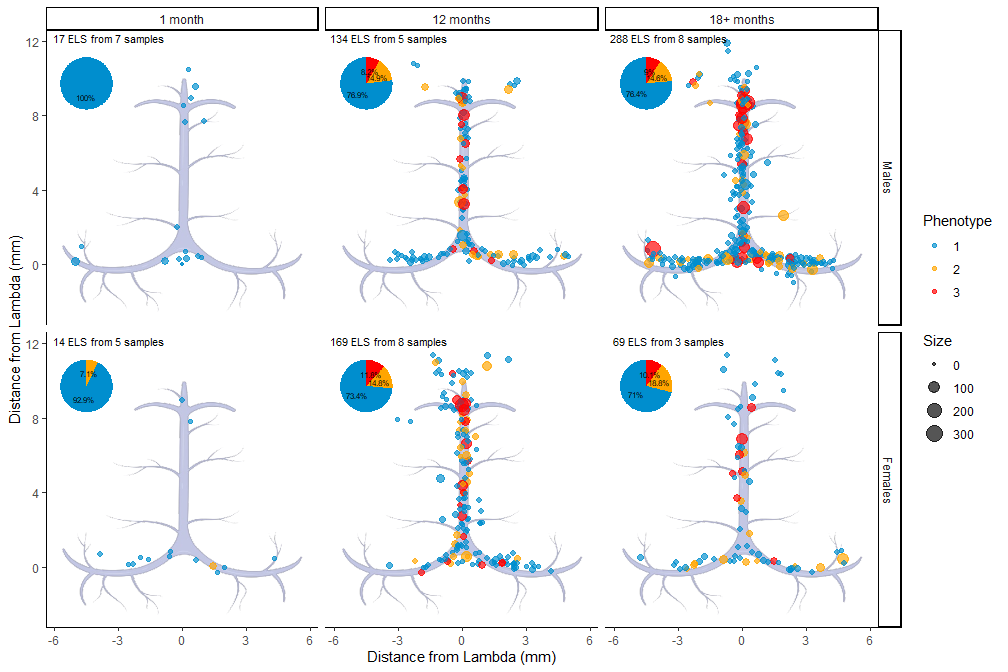 1 month
12 months
18+ months
17 ELS from 7 samples
134 ELS from 5 samples
288 ELS from 8 samples
100%
76.9%
76.4%
12
8
4
0
Males
14 ELS from 5 samples
169 ELS from 8 samples
69 ELS from 3 samples
7.1%
92.9%
73.4%
14.8%
71%
18.8%
12
8
4
0
Females
-6 -3 0 3 6
-6 -3 0 3 6
-6 -3 0 3 6
Distance from Lambda (mm)
Distance from Lambda (mm)
Phenotype
1
2
3
Size
0
100
200
300